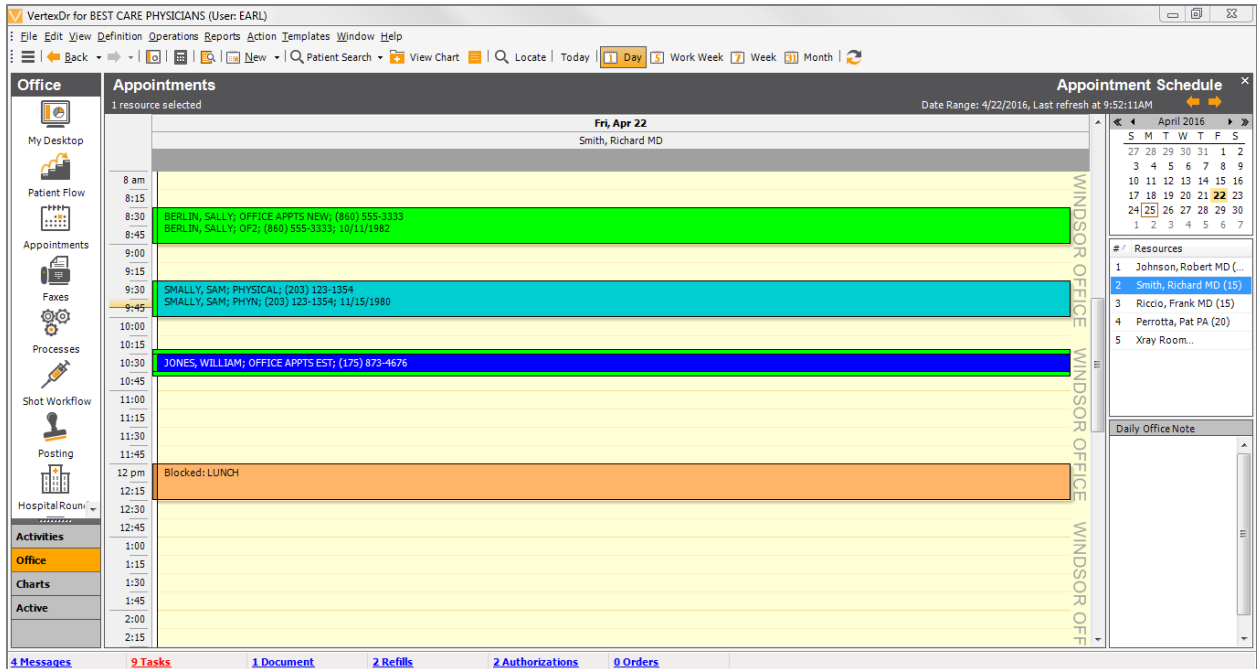 VertexDr for BEST CARE PHYSICIANS (User: EARL)
File Edit View Definition Operations Reports Action Templates Window Help
Back New Patient Search View Chart Locate Today 1 Day 5 Work Week 7 Week 31 Month
Office
Appointments
Appointment Schedule
1 resource selected
Date Range: 4/22/2016, Last refresh at 9:52:11AM
My Desktop
Patient Flow
Appointments
Faxes
Processes
Shot Workflow
Posting
Hospital Roun
Activities
Office
Charts
Active
Fri, Apr 22
Smith, Richard MD
8 am
8:15
8:30 BERLIN, SALLY; OFFICE APPTS NEW; (860) 555-3333
BERLIN, SALLY; OF2; (860) 555-3333; 10/11/1982
8:45
9:00
9:15
9:30 SMALLY, SAM; PHYSICAL; (203) 123-1354
SMALLY, SAM; PHYN; (203) 123-1354; 11/15/1980
9:45
10:00
10:15
10:30 JONES, WILLIAM; OFFICE APPTS EST; (175) 873-4676
10:45
11:00
11:15
11:30
11:45
12 pm Blocked: LUNCH
12:15
12:30
12:45
1:00
1:15
1:30
1:45
2:00
2:15
WINDSOR OFFICE
WINDSOR OFFICE
WINDSOR OFF
April 2016
S M T W T F S
27 28 29 30 31 1 2
3 4 5 6 7 8 9
10 11 12 13 14 15 16
17 18 19 20 21 22 23
24 25 26 27 28 29 30
1 2 3 4 5 6 7
# Resources
1 Johnson, Robert MD (...
2 Smith, Richard MD (15)
3 Riccio, Frank MD (15)
4 Perrotta, Pat PA (20)
5 Xray Room...
Daily Office Note
4 Messages 9 Tasks 1 Document 2 Refills 2 Authorizations 0 Orders